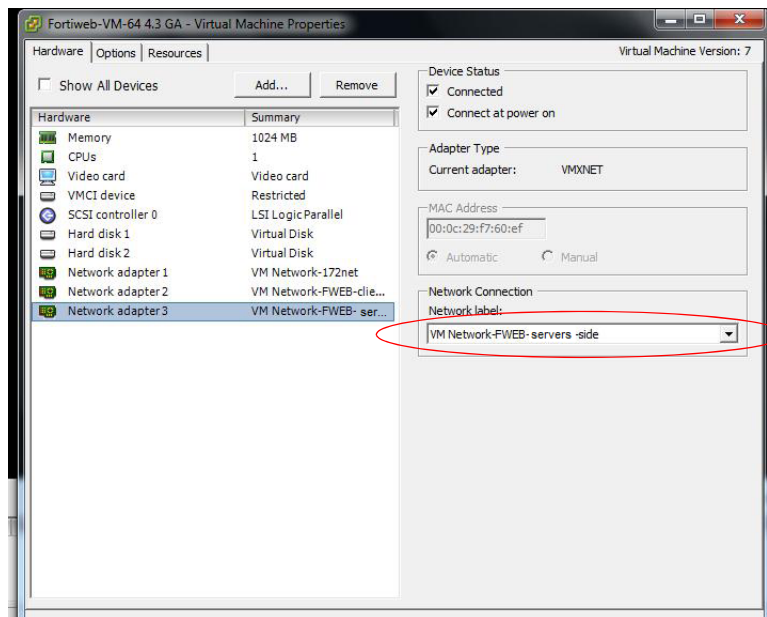 Fortiweb-VM-64 4.3 GA - Virtual Machine Properties
Hardware Options Resources Virtual Machine Version: 7
Show All Devices Add... Remove
Hardware Summary
Memory 1024 MB
CPUs 1
Video card Video card
VMCI device Restricted
SCSI controller 0 LSI Logic Parallel
Hard disk 1 Virtual Disk
Hard disk 2 Virtual Disk
Network adapter 1 VM Network-172net
Network adapter 2 VM Network-FWEB-clie...
Network adapter 3 VM Network-FWEB- ser...
Device Status
Connected
Connect at power on
Adapter Type
Current adapter: VMXNET
MAC Address
00:0c:29:f7:60:ef
Automatic Manual
Network Connection
Network label:
VM Network-FWEB- servers -side